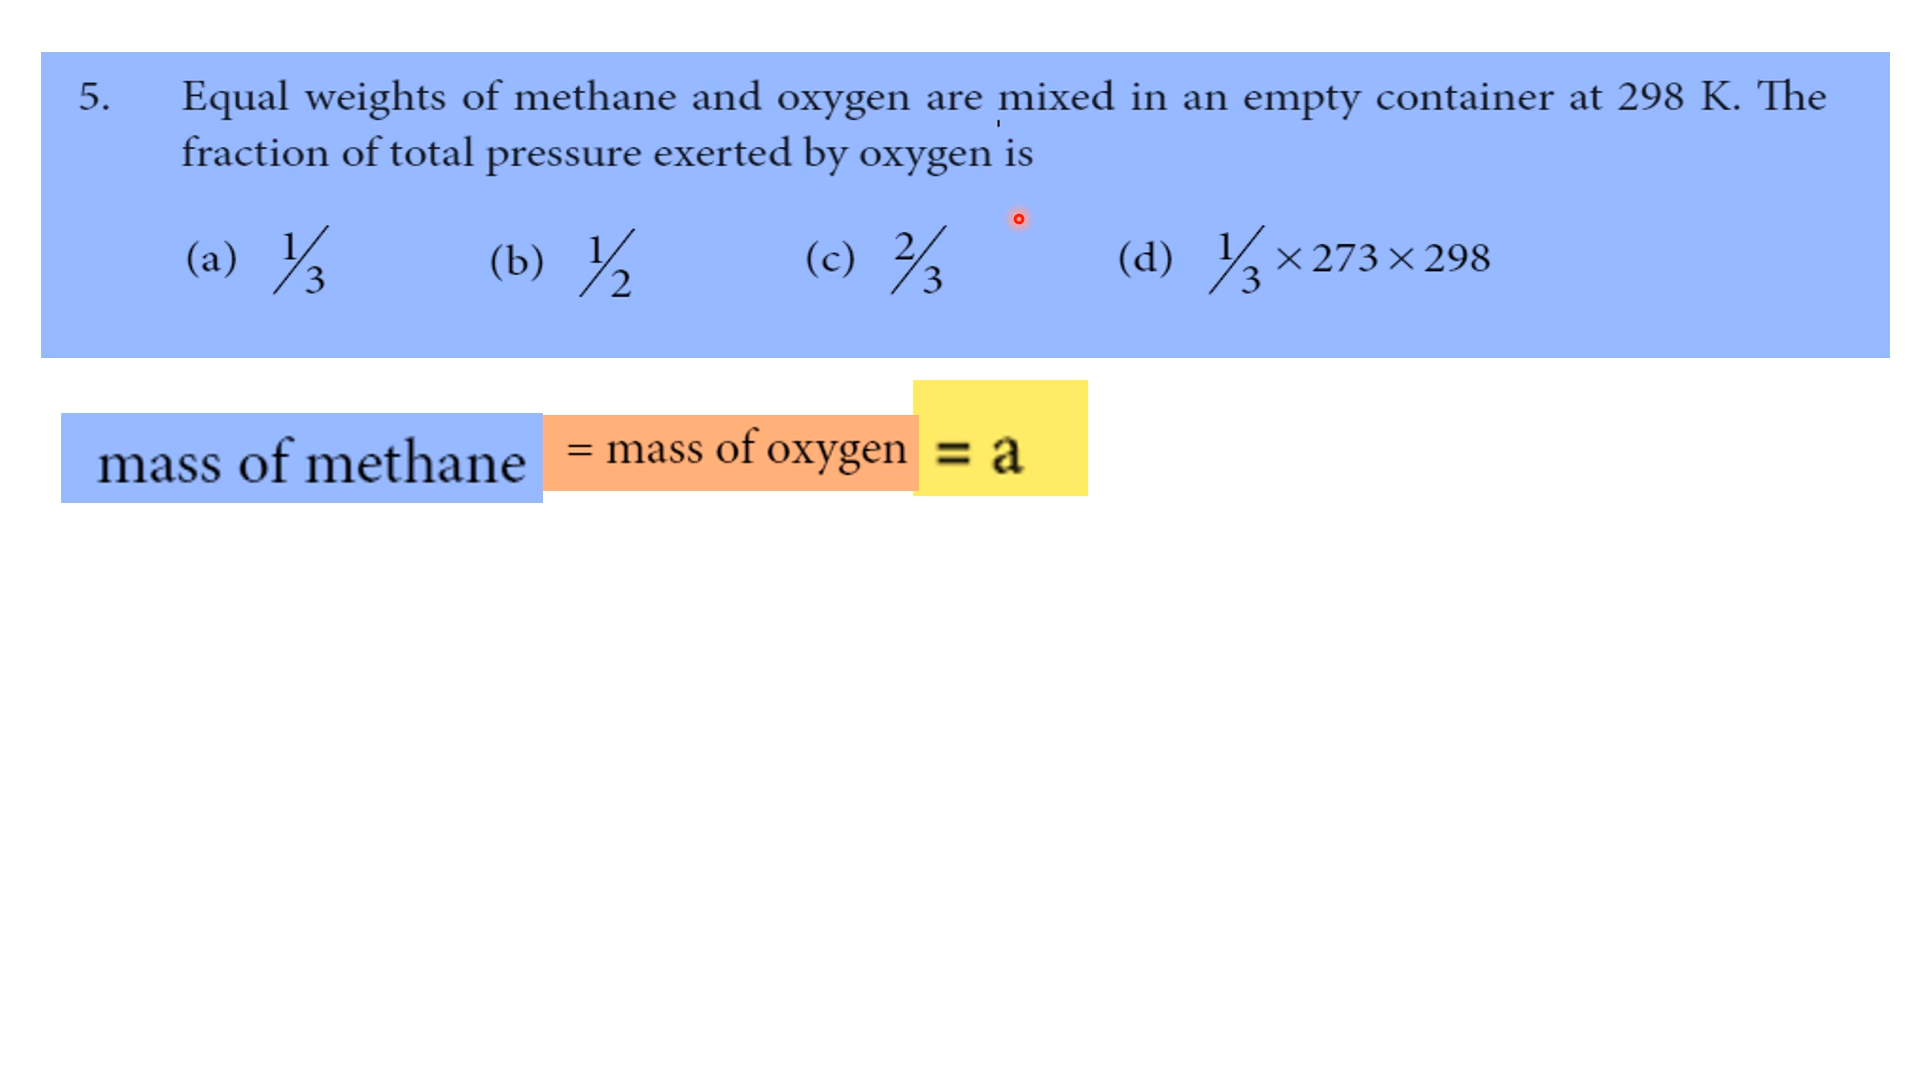 5. Equal weights of methane and oxygen are mixed in an empty container at 298 K. The
fraction of total pressure exerted by oxygen is
(a) 1/3 (b) 1/2 (c) 2/3 (d) 1/3 × 273 × 298
mass of methane = mass of oxygen = a